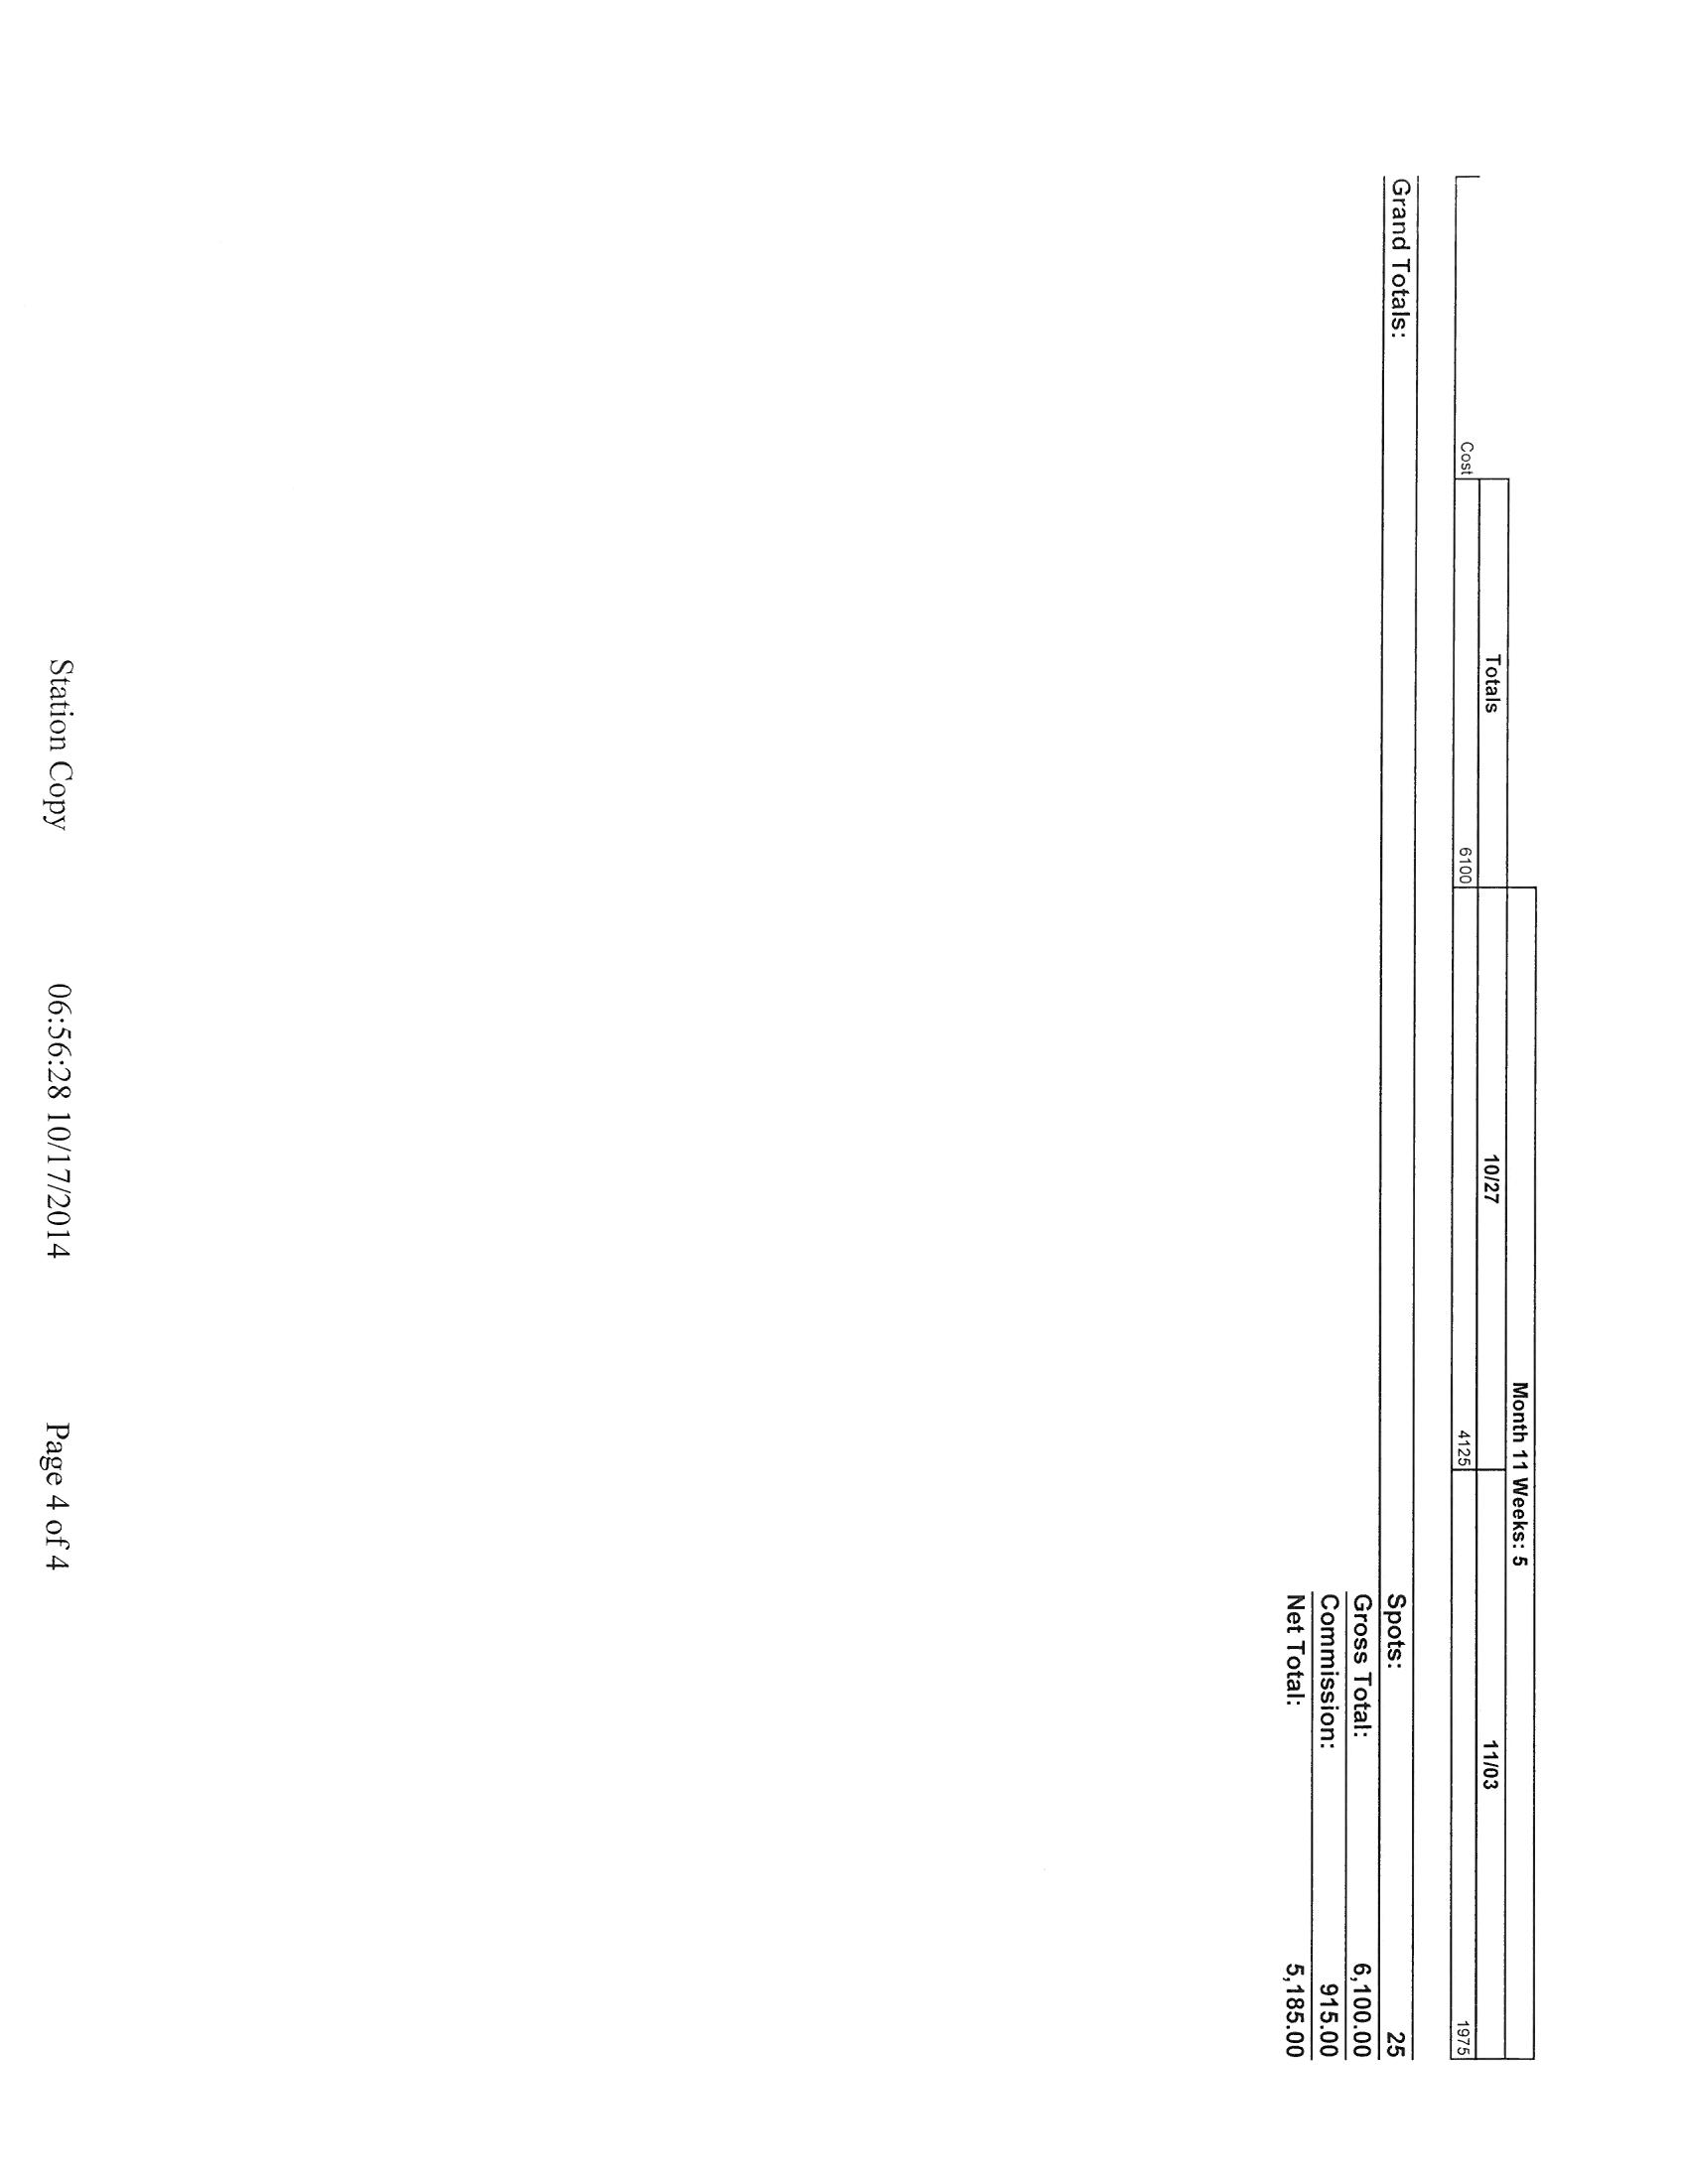 Month 11 Weeks: 5
Totals 10/27 11/03
Cost 6100 4125 1975
Grand Totals: Spots: 25
Gross Total: 6,100.00
Commission: 915.00
Net Total: 5,185.00
Station Copy 06:56:28 10/17/2014 Page 4 of 4